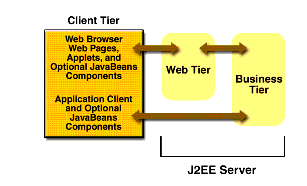 Client Tier
Web Browser
Web Pages,
Applets, and
Optional JavaBeans
Components
Application Client
and Optional
JavaBeans
Components
Web Tier
Business
Tier
J2EE Server